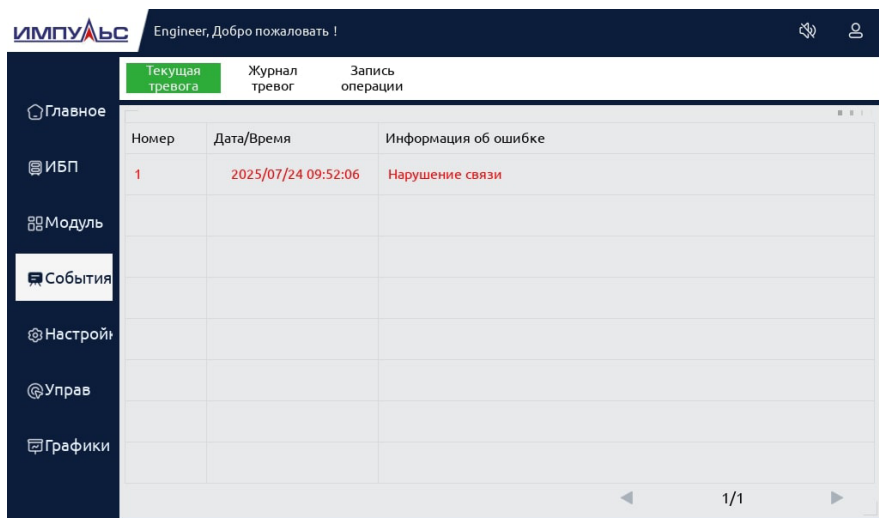 ИМПУЛЬС
Engineer, Добро пожаловать !
Текущая
тревога
Журнал
тревог
Запись
операции
Главное
ИБП
Модуль
События
Настрой
Управ
Графики
Номер
Дата/Время
Информация об ошибке
1
2025/07/24 09:52:06
Нарушение связи
1/1